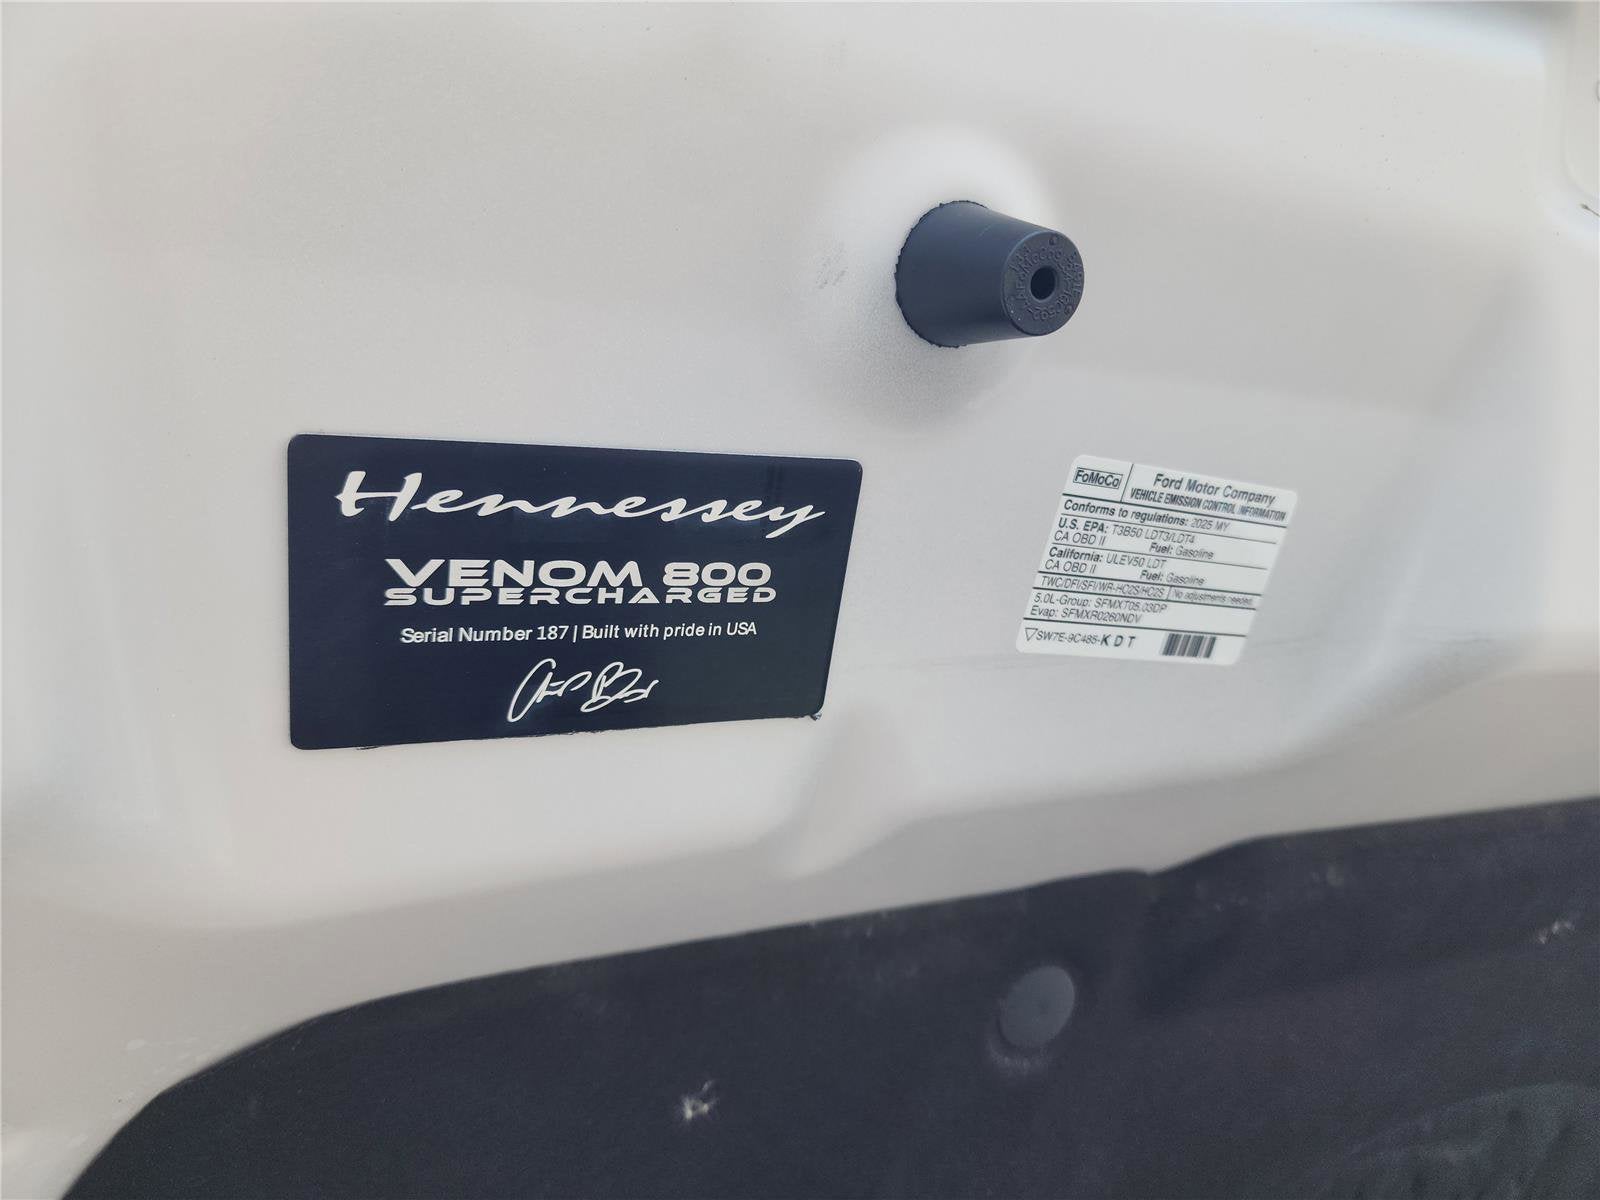 Hennessey
VENOM 800
SUPERCHARGED
Serial Number 187 | Built with pride in USA
FoMoCo
Ford Motor Company
VEHICLE EMISSION CONTROL INFORMATION
Conforms to regulations: 2025 MY
U.S. EPA: T3B50 LDT3/LDT4
CA OBD II Fuel: Gasoline
California: ULEV50 LDT
CA OBD II Fuel: Gasoline
TWC/DFI/SFI/WR-HO2S/HO2S No adjustments needed.
5.0L-Group: SFMXT05.03DP
Evap: SFMXR0260NDV
SW7E-9C485-KDT